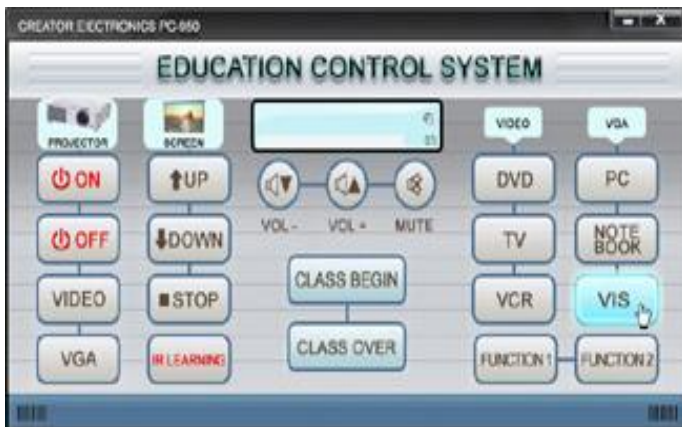 CREATOR ELECTRONICS PC-950
EDUCATION CONTROL SYSTEM
PROJECTOR
SCREEN
VIDEO
VGA
ON
UP
DVD
PC
VOL -
VOL +
MUTE
OFF
DOWN
TV
NOTE
BOOK
VIDEO
STOP
CLASS BEGIN
VCR
VIS
VGA
IR LEARNING
CLASS OVER
FUNCTION 1
FUNCTION 2